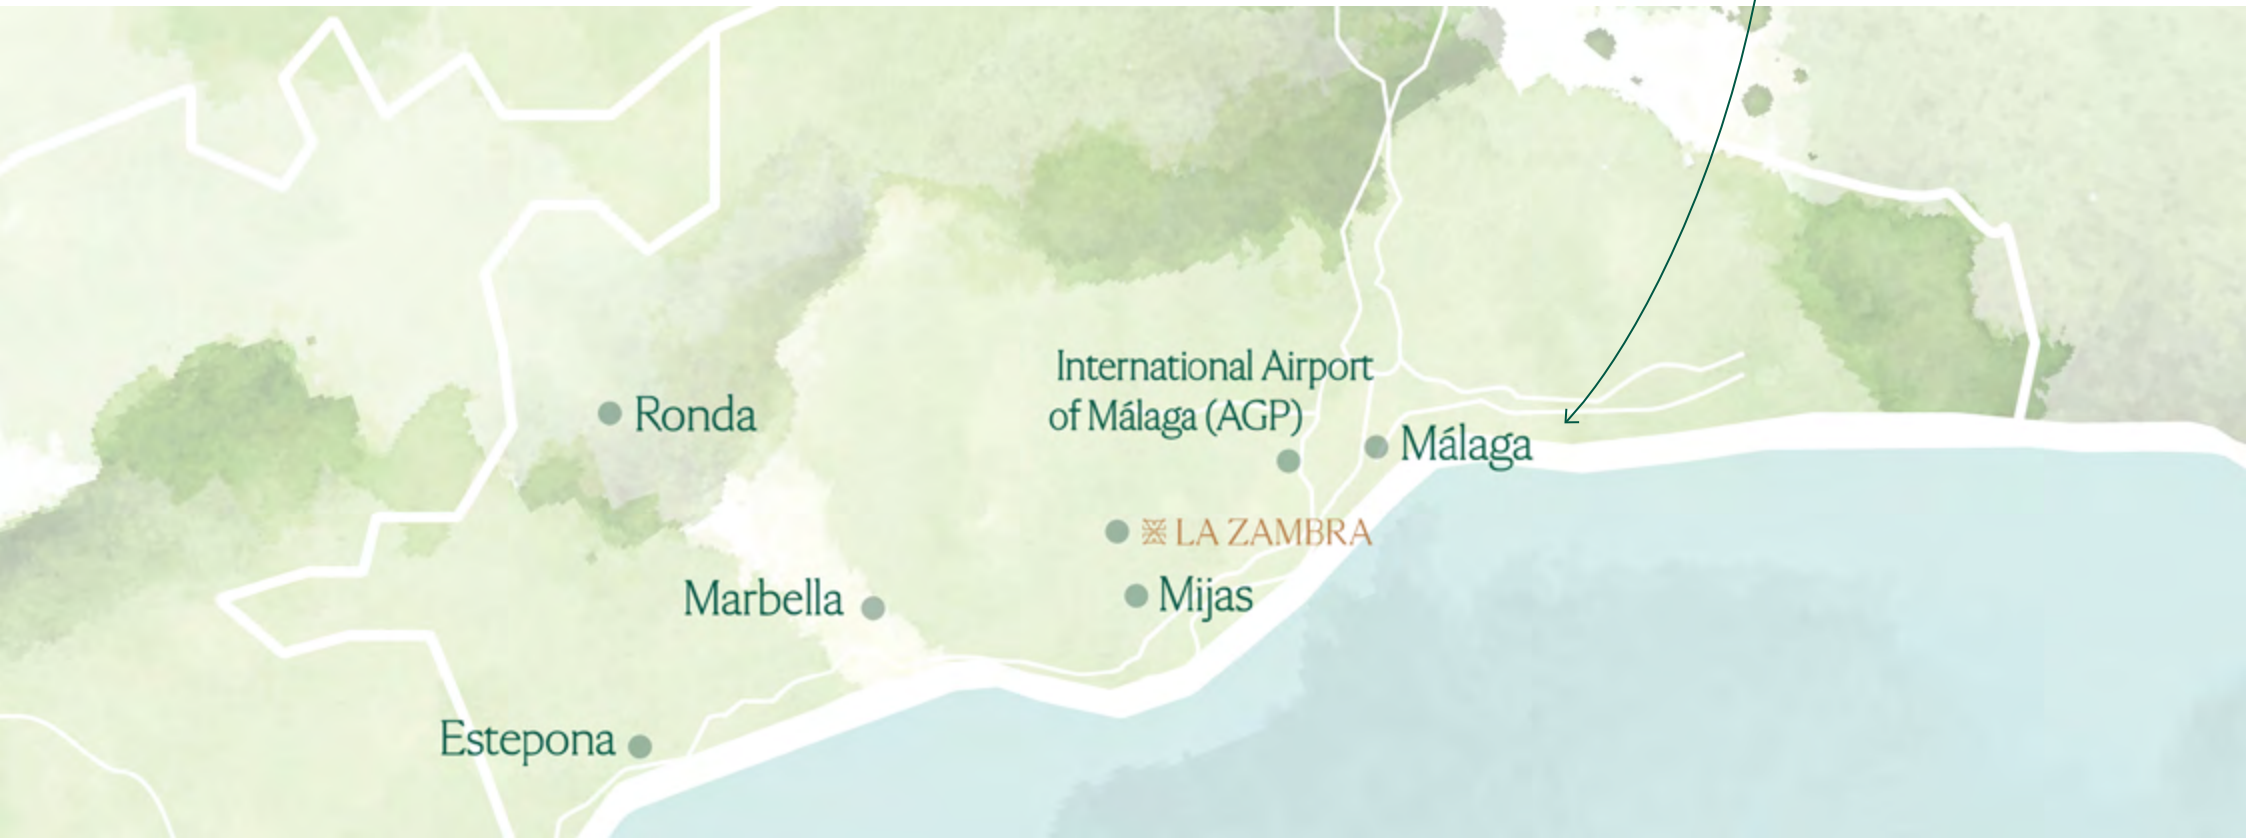 International Airport
of Málaga (AGP)
Ronda
Málaga
LA ZAMBRA
Marbella
Mijas
Estepona